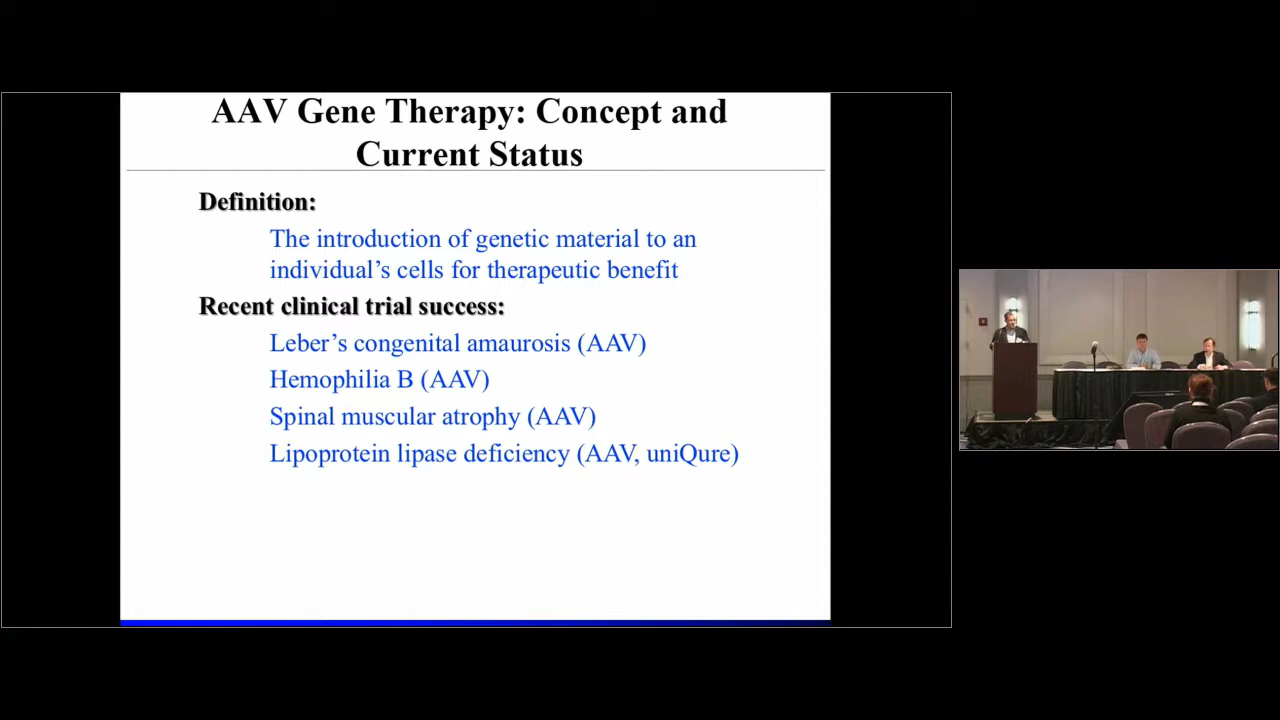 AAV Gene Therapy: Concept and
Current Status
Definition:
The introduction of genetic material to an
individual’s cells for therapeutic benefit
Recent clinical trial success:
Leber’s congenital amaurosis (AAV)
Hemophilia B (AAV)
Spinal muscular atrophy (AAV)
Lipoprotein lipase deficiency (AAV, uniQure)